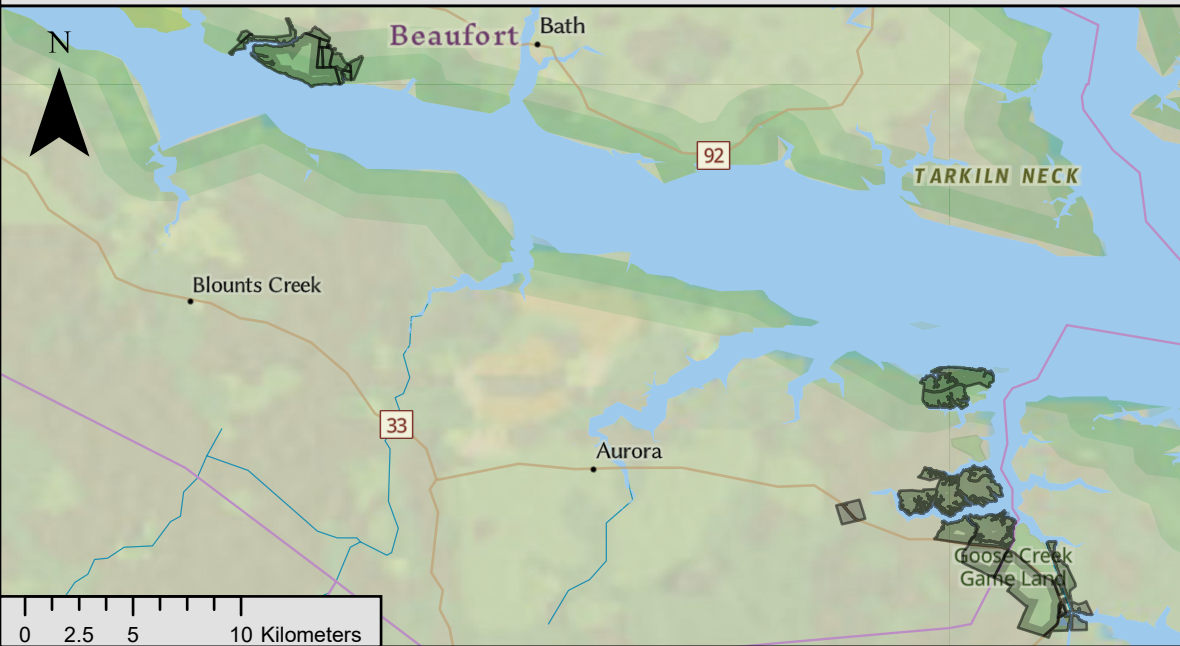 Bath
Beaufort
N
92
TARKILN NECK
Blounts Creek
33
Aurora
Goose Creek
Game Land
0 2.5 5 10 Kilometers